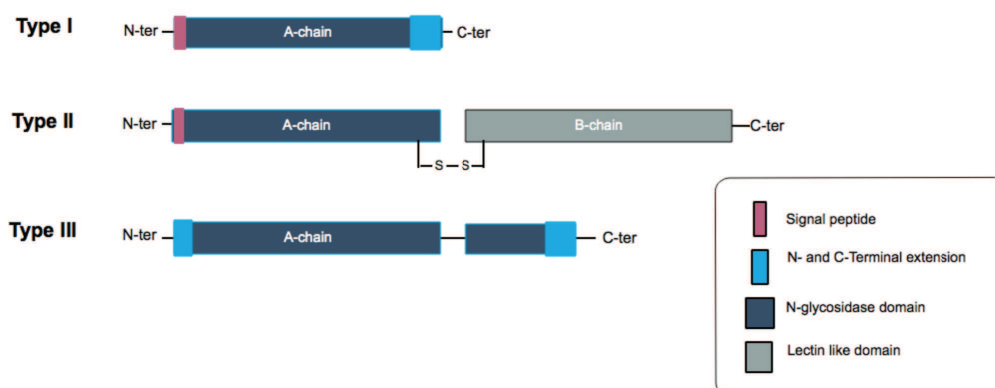 Type I
N-ter
A-chain
C-ter
Type II
N-ter
A-chain
B-chain
C-ter
S
S
Type III
N-ter
A-chain
C-ter
Signal peptide
N- and C-Terminal extension
N-glycosidase domain
Lectin like domain